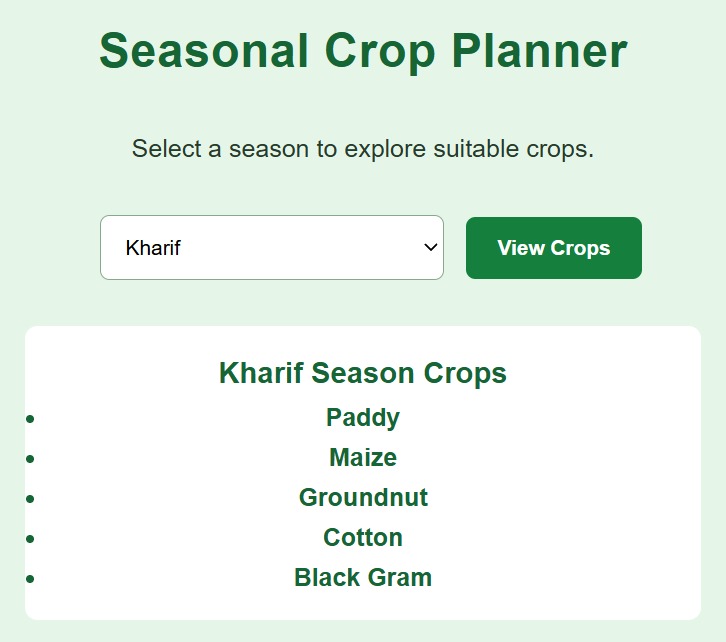 Seasonal Crop Planner
Select a season to explore suitable crops.
Kharif
View Crops
Kharif Season Crops
Paddy
Maize
Groundnut
Cotton
Black Gram